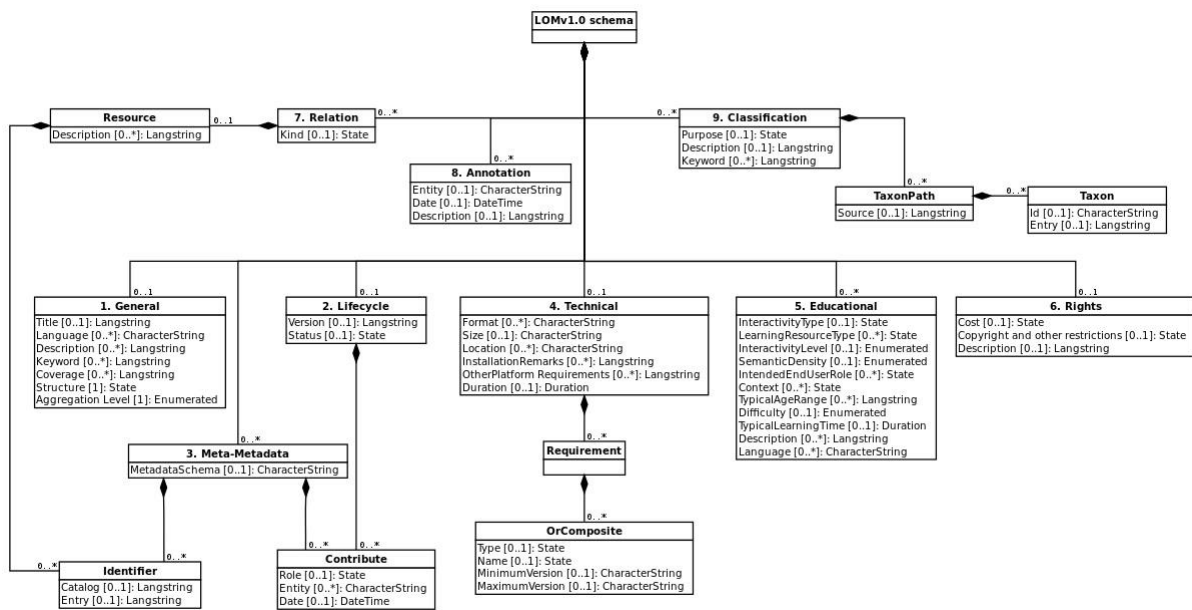 LOMv1.0 schema
Resource
Description [0..*]: Langstring
0..1
7. Relation
Kind [0..1]: State
0..*
0..*
8. Annotation
Entity [0..1]: CharacterString
Date [0..1]: DateTime
Description [0..1]: Langstring
0..*
9. Classification
Purpose [0..1]: State
Description [0..1]: Langstring
Keyword [0..*]: Langstring
0..*
TaxonPath
Source [0..1]: Langstring
0..*
Taxon
Id [0..1]: CharacterString
Entry [0..1]: Langstring
0..1
1. General
Title [0..1]: Langstring
Language [0..*]: CharacterString
Description [0..*]: Langstring
Keyword [0..*]: Langstring
Coverage [0..*]: Langstring
Structure [1]: State
Aggregation Level [1]: Enumerated
0..1
2. Lifecycle
Version [0..1]: Langstring
Status [0..1]: State
0..1
4. Technical
Format [0..*]: CharacterString
Size [0..1]: CharacterString
Location [0..*]: CharacterString
InstallationRemarks [0..*]: Langstring
OtherPlatform Requirements [0..*]: Langstring
Duration [0..1]: Duration
0..*
5. Educational
InteractivityType [0..1]: State
LearningResourceType [0..*]: State
InteractivityLevel [0..1]: Enumerated
SemanticDensity [0..1]: Enumerated
IntendedEndUserRole [0..*]: State
Context [0..*]: State
TypicalAgeRange [0..*]: Langstring
Difficulty [0..1]: Enumerated
TypicalLearningTime [0..1]: Duration
Description [0..*]: Langstring
Language [0..*]: CharacterString
0..1
6. Rights
Cost [0..1]: State
Copyright and other restrictions [0..1]: State
Description [0..1]: Langstring
0..*
3. Meta-Metadata
MetadataSchema [0..1]: CharacterString
0..*
Requirement
0..*
OrComposite
Type [0..1]: State
Name [0..1]: State
MinimumVersion [0..1]: CharacterString
MaximumVersion [0..1]: CharacterString
0..*
0..*
Identifier
Catalog [0..1]: Langstring
Entry [0..1]: Langstring
0..*
0..*
Contribute
Role [0..1]: State
Entity [0..*]: CharacterString
Date [0..1]: DateTime